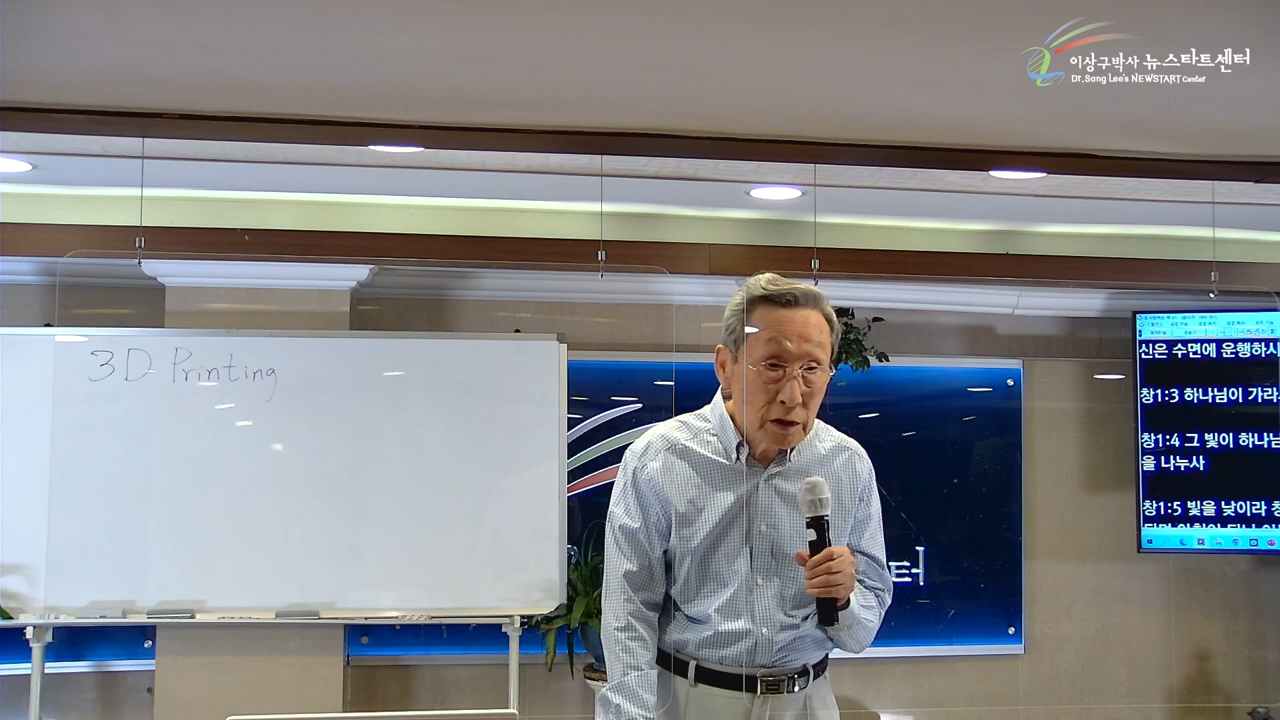 이상구박사 뉴스타트센터
Dr. Sang Lee's NEWSTART Center
3D Printing
신은 수면에 운행하시
창1:3 하나님이 가라
창1:4 그 빛이 하나님
을 나누사
창1:5 빛을 낮이라 칭
트터